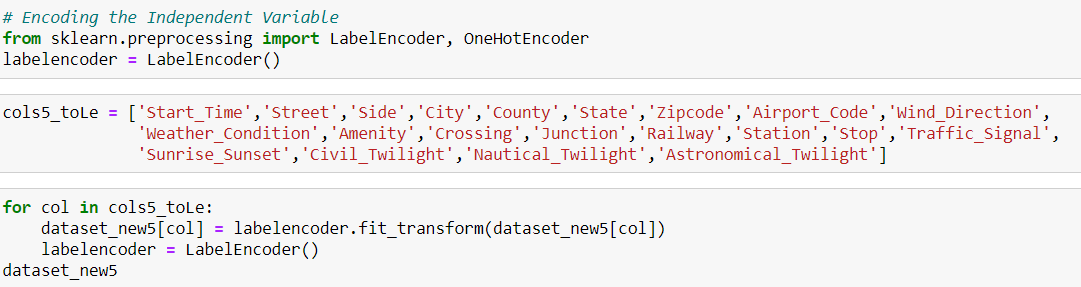 # Encoding the Independent Variable
from sklearn.preprocessing import LabelEncoder, OneHotEncoder
labelencoder = LabelEncoder()
cols5_toLe = ['Start_Time','Street','Side','City','County','State','Zipcode','Airport_Code','Wind_Direction',
'Weather_Condition','Amenity','Crossing','Junction','Railway','Station','Stop','Traffic_Signal',
'Sunrise_Sunset','Civil_Twilight','Nautical_Twilight','Astronomical_Twilight']
for col in cols5_toLe:
    dataset_new5[col] = labelencoder.fit_transform(dataset_new5[col])
    labelencoder = LabelEncoder()
dataset_new5